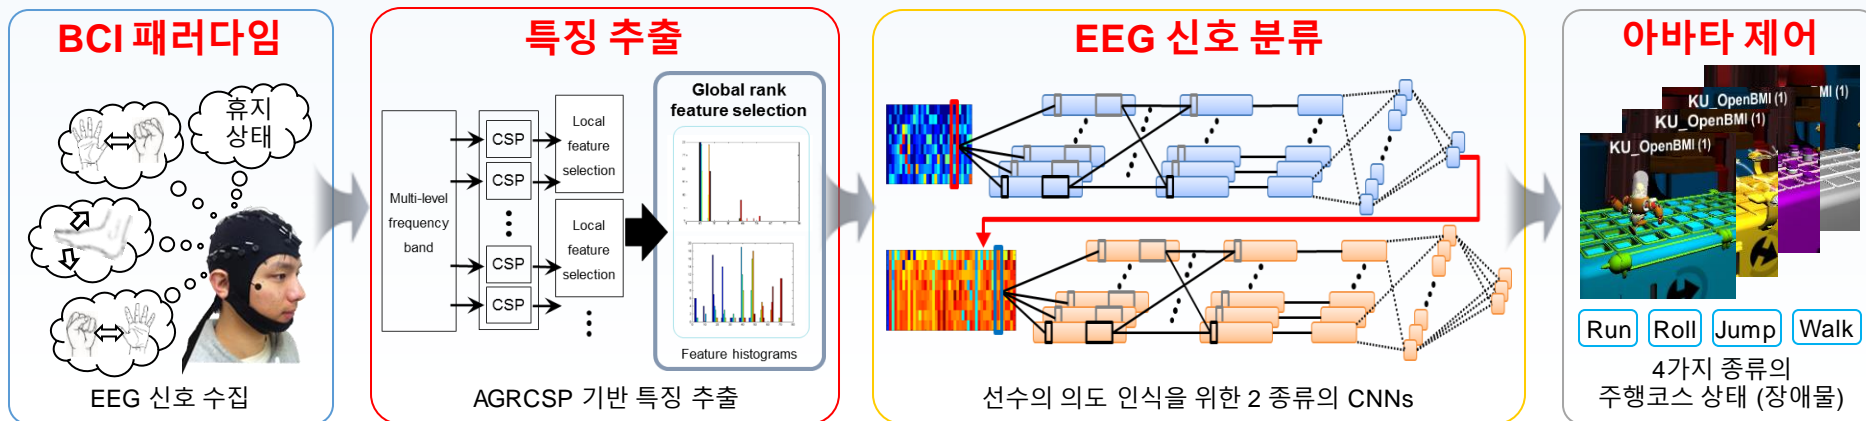 BCI 패러다임
휴지
상태
EEG 신호 수집
특징 추출
Multi-level
frequency
band
CSP
CSP
CSP
CSP
Local
feature
selection
Local
feature
selection
Global rank
feature selection
Feature histograms
AGRCSP 기반 특징 추출
EEG 신호 분류
선수의 의도 인식을 위한 2 종류의 CNNs
아바타 제어
KU_OpenBMI (1)
MI (1)
KU_OpenBMI (1)
KU_OpenBMI (1)
Run
Roll
Jump
Walk
4가지 종류의
주행코스 상태 (장애물)